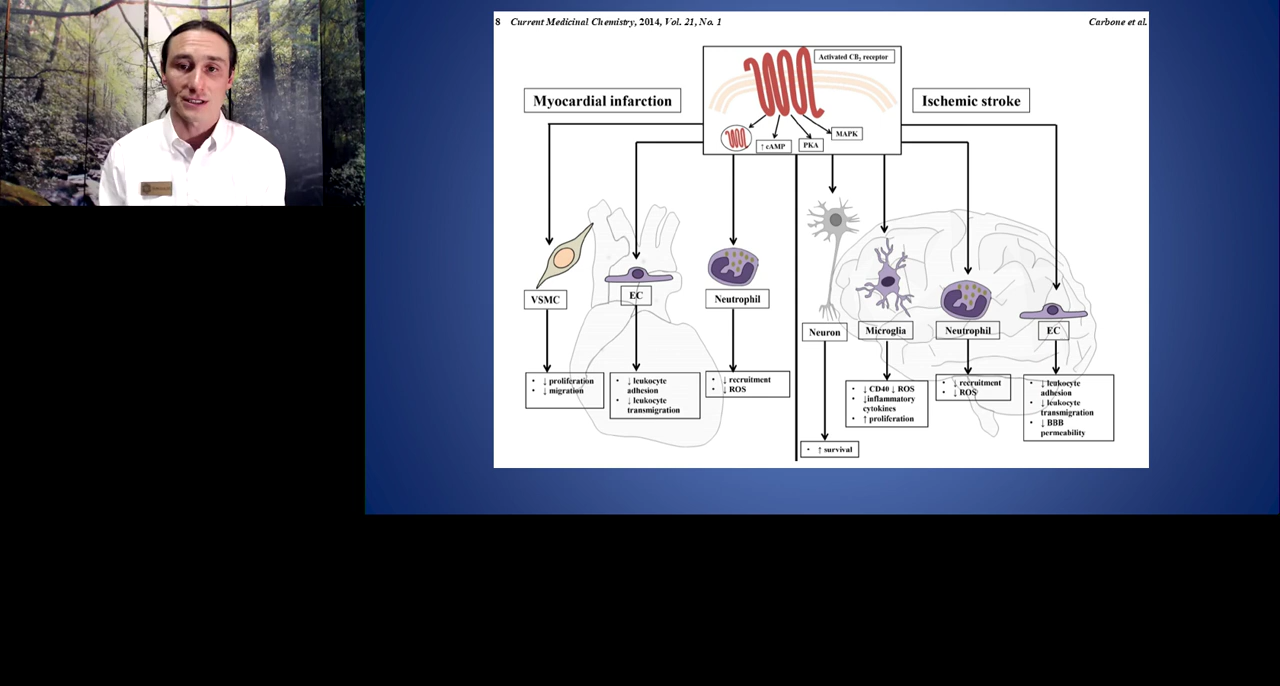 8 Current Medicinal Chemistry, 2014, Vol. 21, No. 1
Carbone et al.
Activated CB₂ receptor
Myocardial infarction
Ischemic stroke
↑ cAMP
PKA
MAPK
VSMC
EC
Neutrophil
Neuron
Microglia
Neutrophil
EC
• ↓ proliferation
• ↓ migration
• ↓ leukocyte
adhesion
• ↓ leukocyte
transmigration
• ↓ recruitment
• ↓ ROS
• ↑ survival
• ↓ CD40 ↓ ROS
• ↓inflammatory
cytokines
• ↑ proliferation
• ↓ recruitment
• ↓ ROS
• ↓ leukocyte
adhesion
• ↓ leukocyte
transmigration
• ↓ BBB
permeability